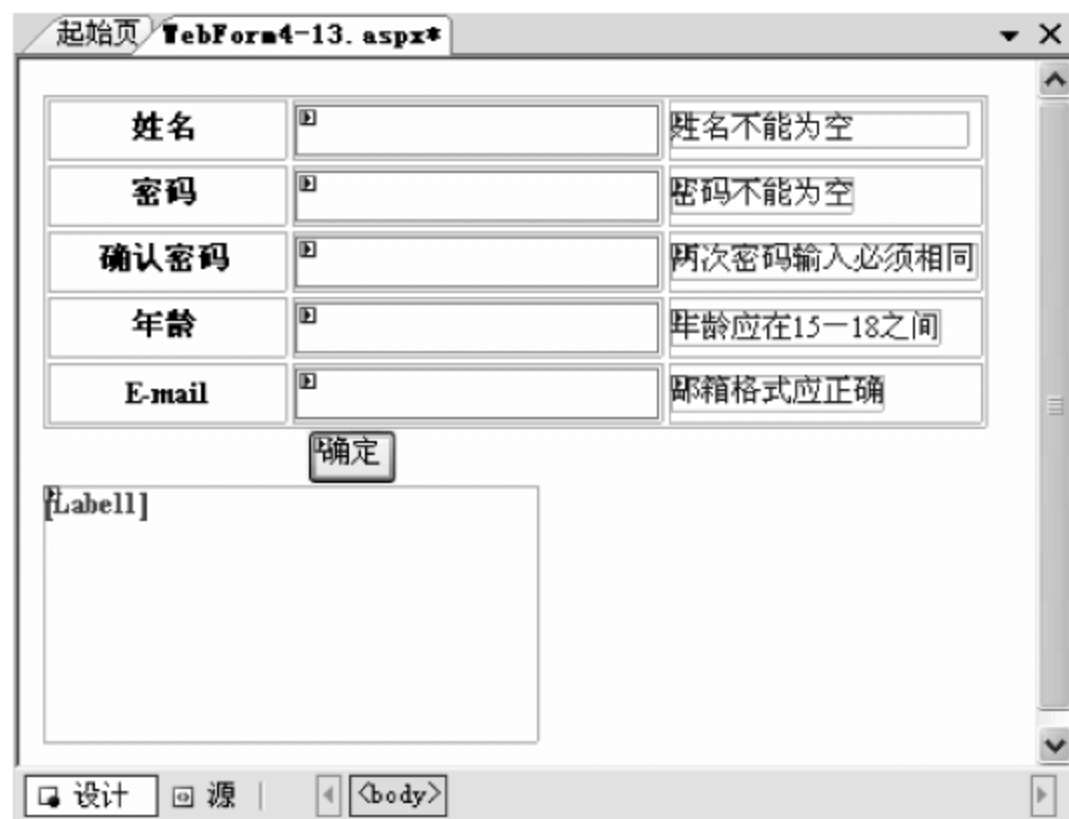 起始页 WebForm4-13.aspx*
姓名 姓名不能为空
密码 密码不能为空
确认密码 两次密码输入必须相同
年龄 年龄应在15—18之间
E-mail 邮箱格式应正确
确定
[Label1]
设计 源 <body>